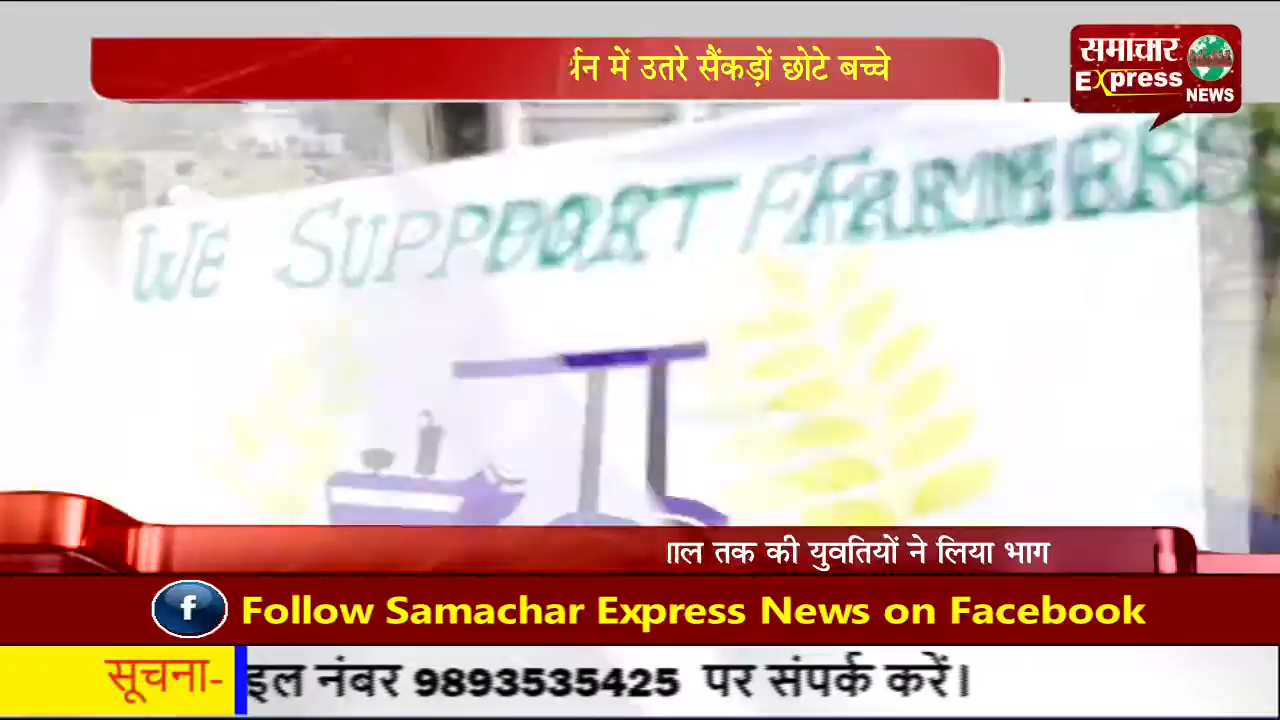 में उतरे सैंकड़ों छोटे बच्चे
समाचार
Express
NEWS
WE SUPPORT FARMERS
तक की युवतियों ने लिया भाग
f Follow Samachar Express News on Facebook
सूचना- इल नंबर 9893535425 पर संपर्क करें।